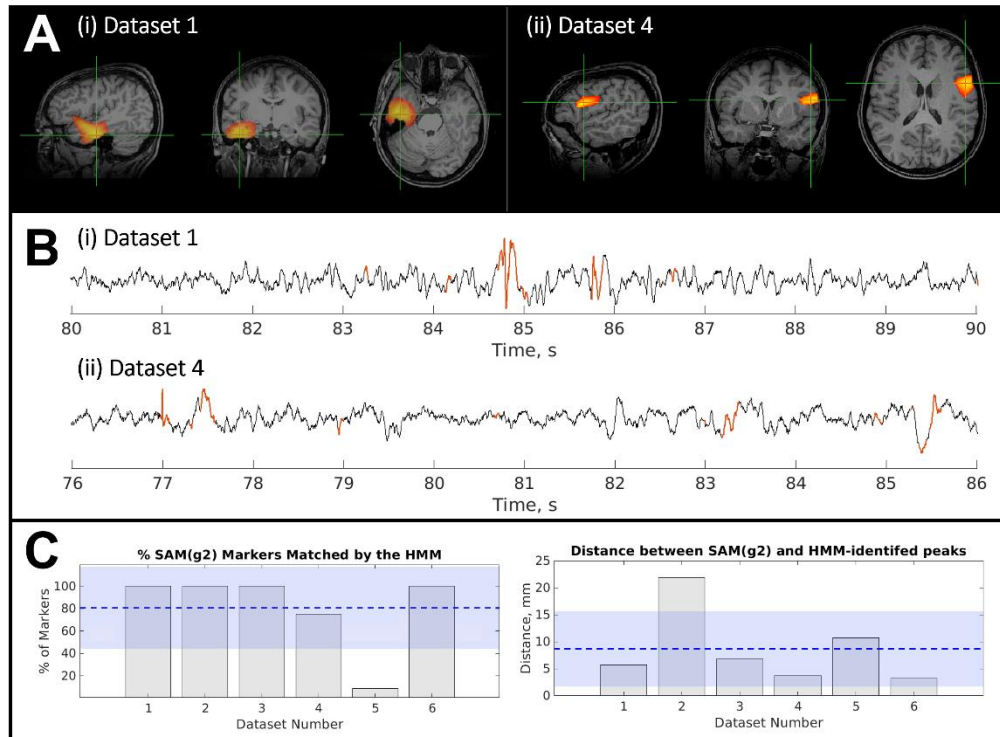 A
(i) Dataset 1
(ii) Dataset 4
B
(i) Dataset 1
80 81 82 83 84 85 86 87 88 89 90
Time, s
(ii) Dataset 4
76 77 78 79 80 81 82 83 84 85 86
Time, s
C
% SAM(g2) Markers Matched by the HMM
% of Markers
100
80
60
40
20
1 2 3 4 5 6
Dataset Number
Distance between SAM(g2) and HMM-identifed peaks
Distance, mm
25
20
15
10
5
0
1 2 3 4 5 6
Dataset Number